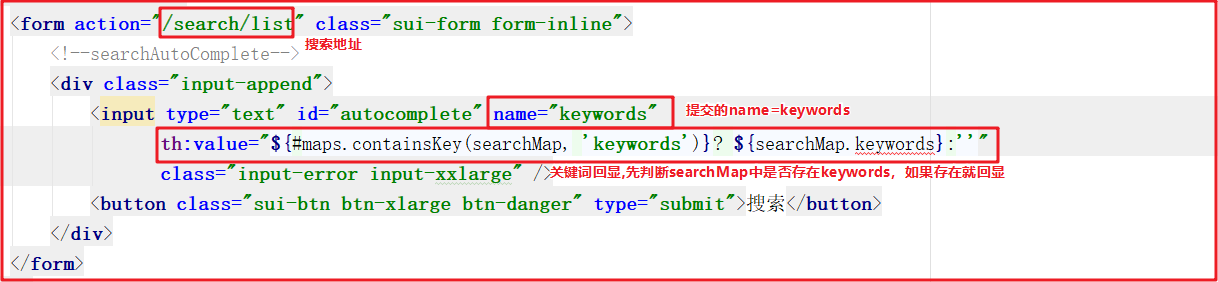 <form action="/search/list" class="sui-form form-inline">
搜索地址
<!--searchAutoComplete-->
<div class="input-append">
<input type="text" id="autocomplete" name="keywords"
提交的name=keywords
th:value="${#maps.containsKey(searchMap, 'keywords')}? ${searchMap.keywords}:''"
class="input-error input-xxlarge" />
关键词回显,先判断searchMap中是否存在keywords，如果存在就回显
<button class="sui-btn btn-xlarge btn-danger" type="submit">搜索</button>
</div>
</form>